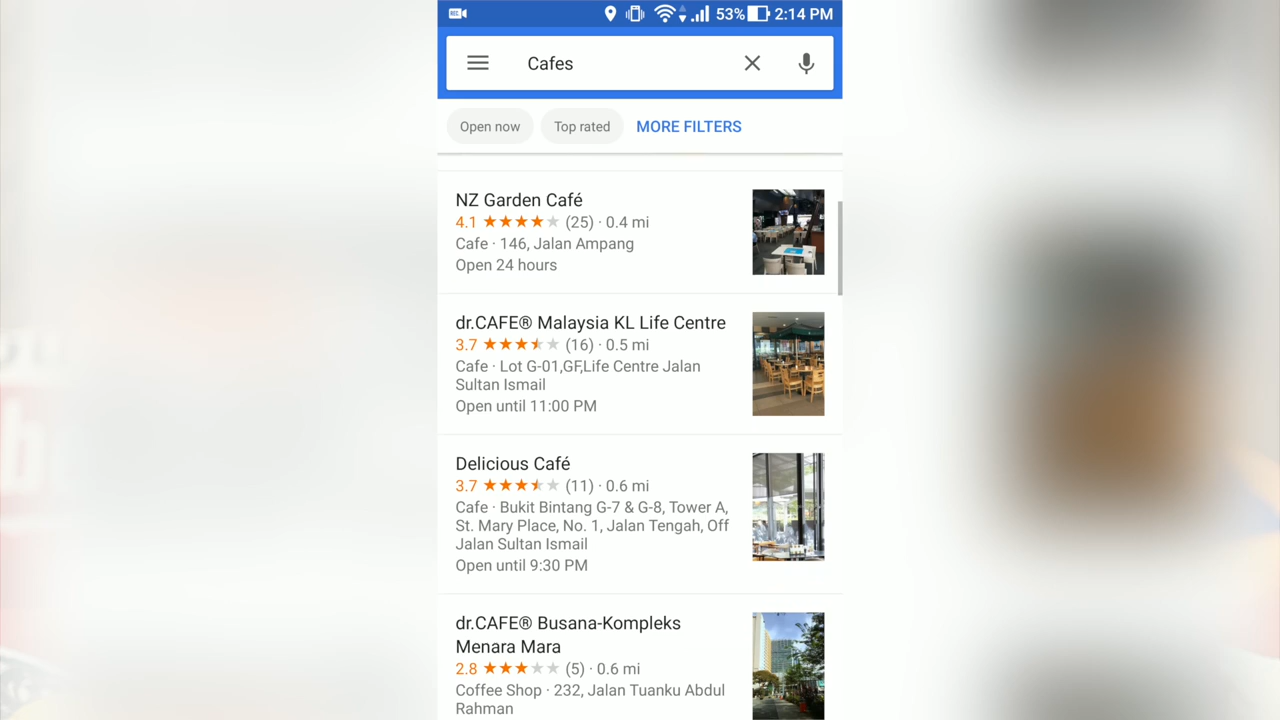 REC
53% 2:14 PM
Cafes
Open now Top rated MORE FILTERS
NZ Garden Café
4.1 ★★★★★ (25) · 0.4 mi
Cafe · 146, Jalan Ampang
Open 24 hours
dr.CAFE® Malaysia KL Life Centre
3.7 ★★★★★ (16) · 0.5 mi
Cafe · Lot G-01,GF,Life Centre Jalan
Sultan Ismail
Open until 11:00 PM
Delicious Café
3.7 ★★★★★ (11) · 0.6 mi
Cafe · Bukit Bintang G-7 & G-8, Tower A,
St. Mary Place, No. 1, Jalan Tengah, Off
Jalan Sultan Ismail
Open until 9:30 PM
dr.CAFE® Busana-Kompleks
Menara Mara
2.8 ★★★★★ (5) · 0.6 mi
Coffee Shop · 232, Jalan Tuanku Abdul
Rahman